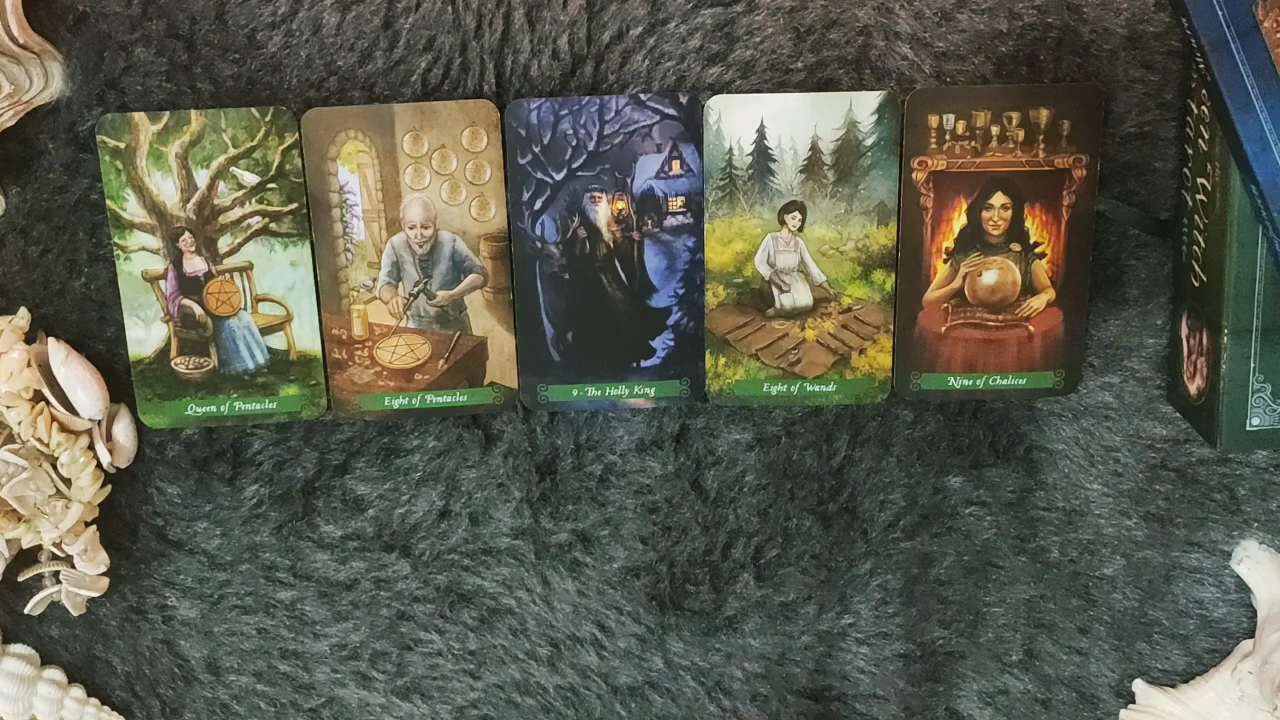 Queen of Pentacles
Eight of Pentacles
9 - The Holly King
Eight of Wands
Nine of Chalices